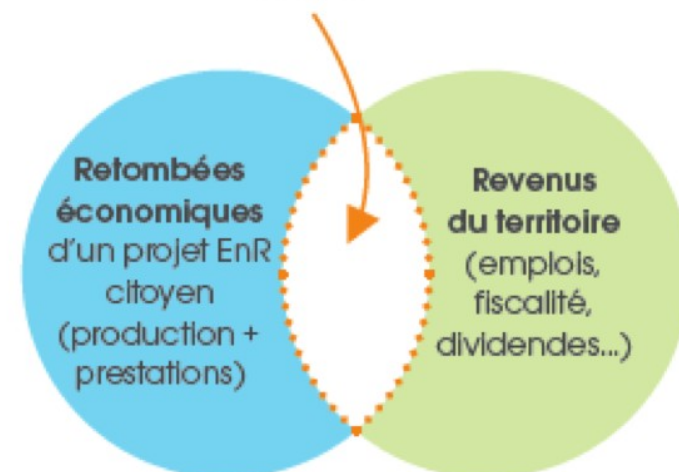 Retombées
économiques
d'un projet EnR
citoyen
(production +
prestations)
Revenus
du territoire
(emplois,
fiscalité,
dividendes...)